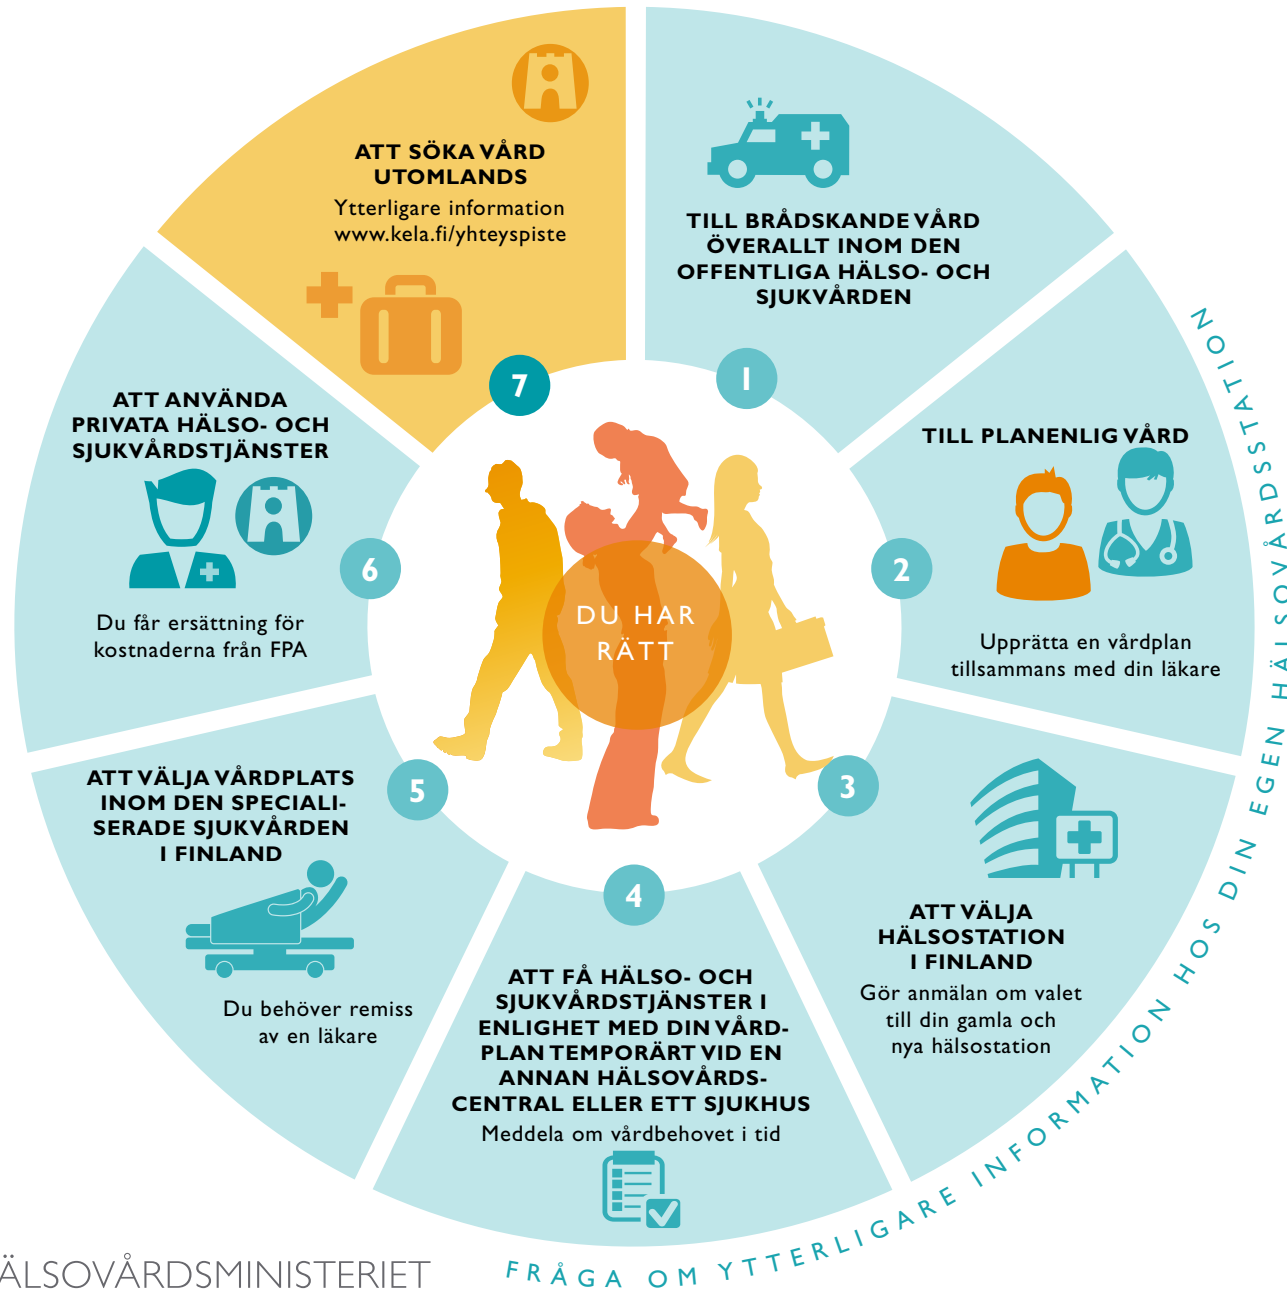 DU HAR
RÄTT
1
TILL BRÅDSKANDE VÅRD
ÖVERALLT INOM DEN
OFFENTLIGA HÄLSO- OCH
SJUKVÅRDEN
2
TILL PLANENLIG VÅRD
Upprätta en vårdplan
tillsammans med din läkare
3
ATT VÄLJA
HÄLSOSTATION
I FINLAND
Gör anmälan om valet
till din gamla och
nya hälsostation
4
ATT FÅ HÄLSO- OCH
SJUKVÅRDSTJÄNSTER I
ENLIGHET MED DIN VÅRD-
PLAN TEMPORÄRT VID EN
ANNAN HÄLSOVÅRDS-
CENTRAL ELLER ETT SJUKHUS
Meddela om vårdbehovet i tid
5
ATT VÄLJA VÅRDPLATS
INOM DEN SPECIALI-
SERADE SJUKVÅRDEN
I FINLAND
Du behöver remiss
av en läkare
6
ATT ANVÄNDA
PRIVATA HÄLSO- OCH
SJUKVÅRDSTJÄNSTER
Du får ersättning för
kostnaderna från FPA
7
ATT SÖKA VÅRD
UTOMLANDS
Ytterligare information
www.kela.fi/yhteyspiste
FRÅGA OM YTTERLIGARE INFORMATION HOS DIN EGEN HÄLSOVÅRDSSTATION
ÄLSOVÅRDSMINISTERIET